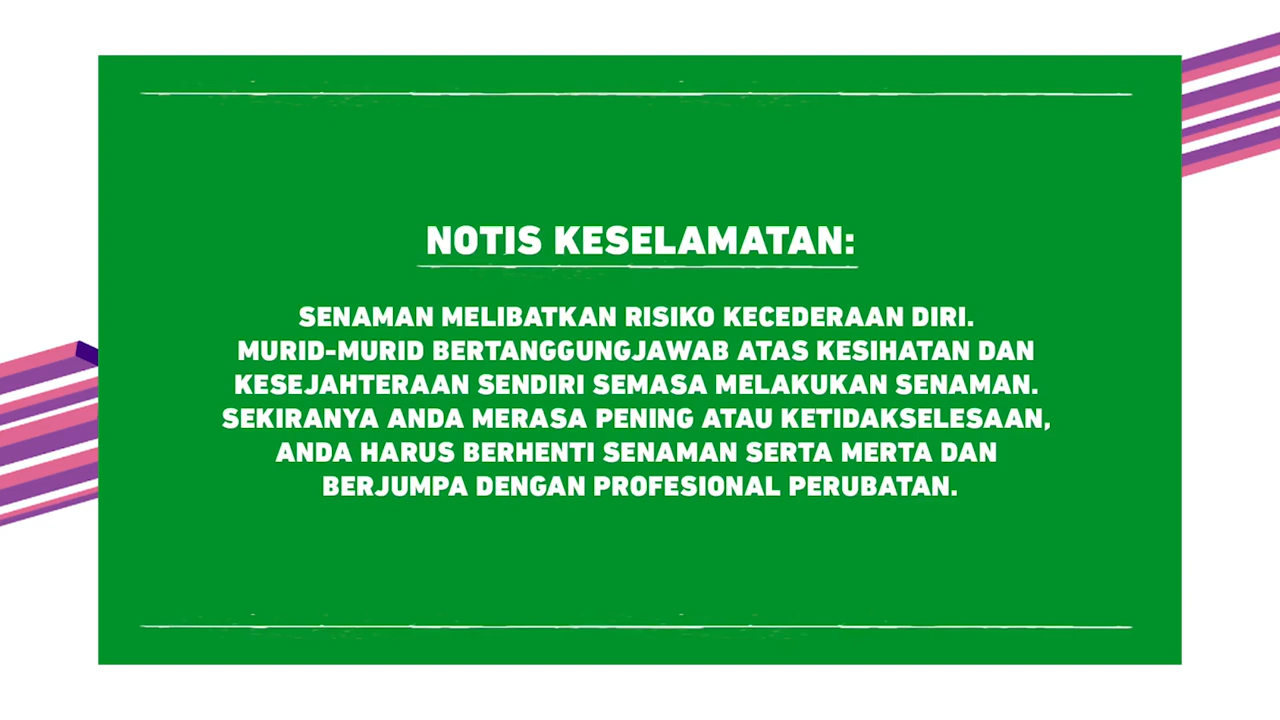 NOTIS KESELAMATAN:
SENAMAN MELIBATKAN RISIKO KECEDERAAN DIRI.
MURID-MURID BERTANGGUNGJAWAB ATAS KESIHATAN DAN
KESEJAHTERAAN SENDIRI SEMASA MELAKUKAN SENAMAN.
SEKIRANYA ANDA MERASA PENING ATAU KETIDAKSELESAAN,
ANDA HARUS BERHENTI SENAMAN SERTA MERTA DAN
BERJUMPA DENGAN PROFESIONAL PERUBATAN.